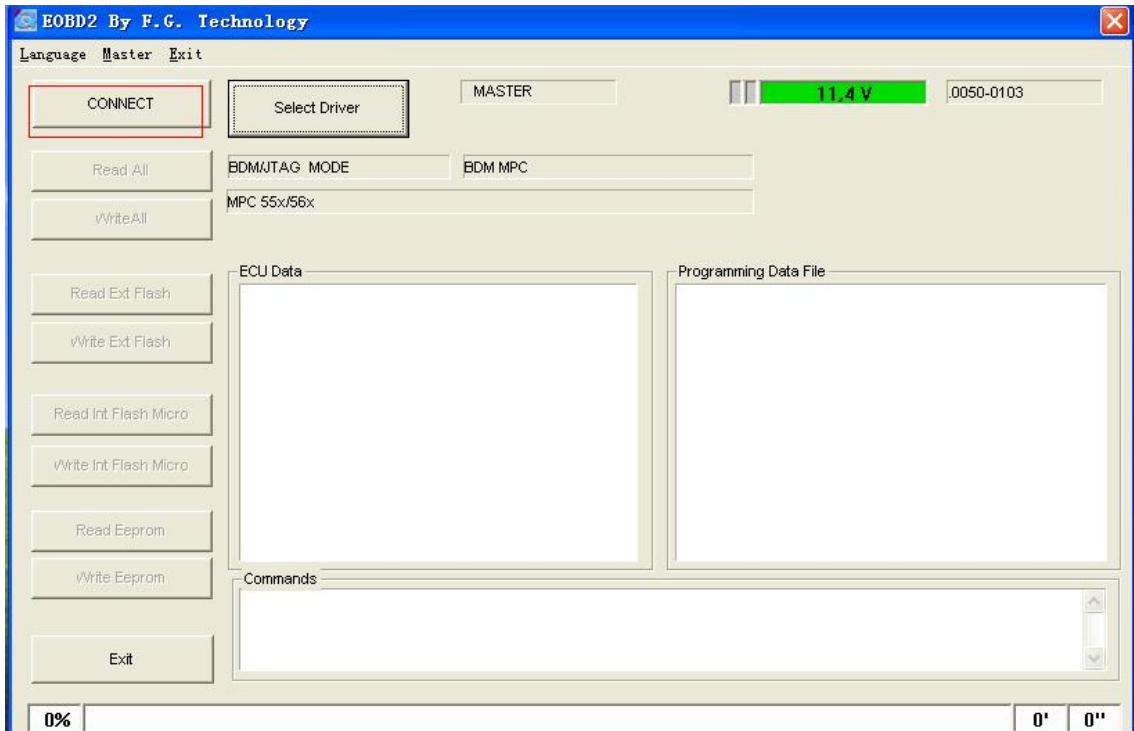 EOBD2 By F.G. Technology
Language Master Exit
CONNECT
Select Driver
MASTER
11,4 V
.0050-0103
Read All
BDM/JTAG MODE
BDM MPC
WriteAll
MPC 55x/56x
ECU Data
Programming Data File
Read Ext Flash
Write Ext Flash
Read Int Flash Micro
Write Int Flash Micro
Read Eeprom
Write Eeprom
Commands
Exit
0%
0'
0"